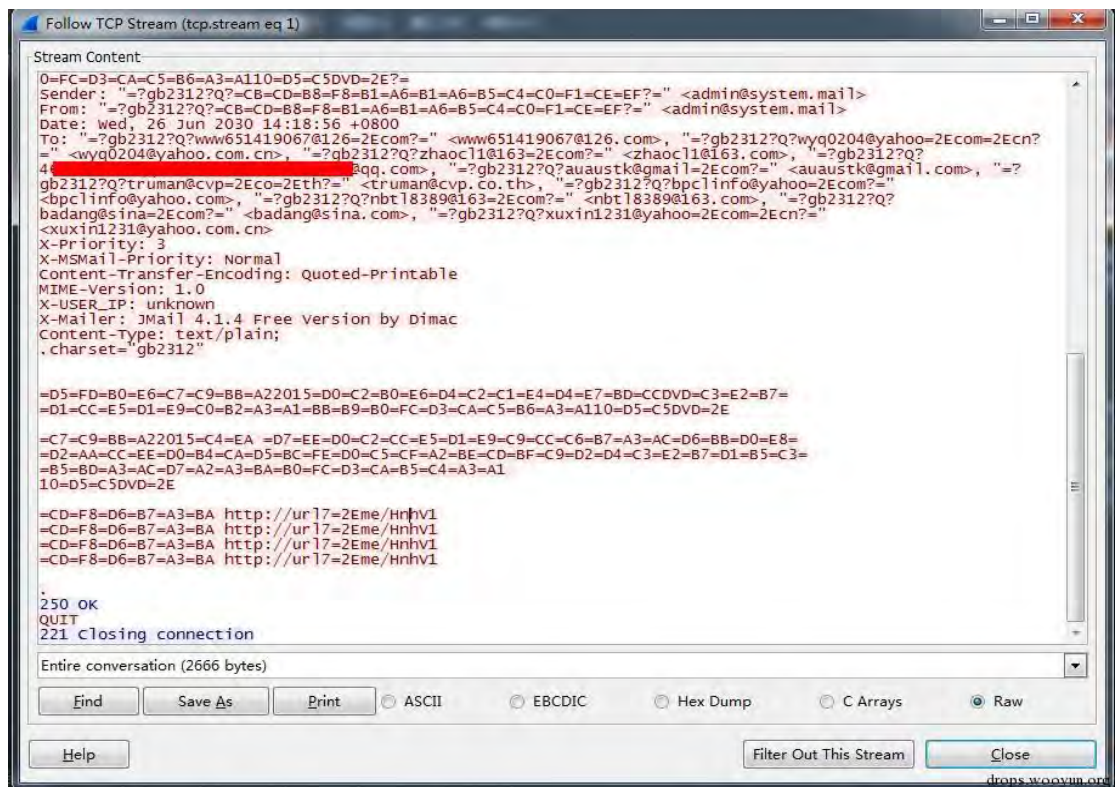 Follow TCP Stream (tcp.stream eq 1)
Stream Content
0=FC=D3=CA=C5=B6=A3=A110=D5=C5DVD=2E?=
Sender: "=?gb2312?Q?=CB=CD=B8=F8=B1=A6=B1=A6=B5=C4=C0=F1=CE=EF?=" <admin@system.mail>
From: "=?gb2312?Q?=CB=CD=B8=F8=B1=A6=B1=A6=B5=C4=C0=F1=CE=EF?=" <admin@system.mail>
Date: Wed, 26 Jun 2030 14:18:56 +0800
To: "=?gb2312?Q?www651419067@126=2Ecom?=" <www651419067@126.com>, "=?gb2312?Q?wyq0204@yahoo=2Ecom=2Ecn?
=" <wyq0204@yahoo.com.cn>, "=?gb2312?Q?zhaocl1@163=2Ecom?=" <zhaocl1@163.com>, "=?gb2312?Q?
4 @qq.com>, "=?gb2312?Q?auaustk@gmail=2Ecom?=" <auaustk@gmail.com>, "=?
gb2312?Q?truman@cvp=2Eco=2Eth?=" <truman@cvp.co.th>, "=?gb2312?Q?bpclinfo@yahoo=2Ecom?="
<bpclinfo@yahoo.com>, "=?gb2312?Q?nbtl8389@163=2Ecom?=" <nbtl8389@163.com>, "=?gb2312?Q?
badang@sina=2Ecom?=" <badang@sina.com>, "=?gb2312?Q?xuxin1231@yahoo=2Ecom=2Ecn?="
<xuxin1231@yahoo.com.cn>
X-Priority: 3
X-MSMail-Priority: Normal
Content-Transfer-Encoding: Quoted-Printable
MIME-Version: 1.0
X-USER_IP: unknown
X-Mailer: JMail 4.1.4 Free Version by Dimac
Content-Type: text/plain;
.charset="gb2312"
=D5=FD=B0=E6=C7=C9=BB=A22015=D0=C2=B0=E6=D4=C2=C1=E4=D4=E7=BD=CCDVD=C3=E2=B7=
=D1=CC=E5=D1=E9=C0=B2=A3=A1=BB=B9=B0=FC=D3=CA=C5=B6=A3=A110=D5=C5DVD=2E
=C7=C9=BB=A22015=C4=EA =D7=EE=D0=C2=CC=E5=D1=E9=C9=CC=C6=B7=A3=AC=D6=BB=D0=E8=
=D2=AA=CC=EE=D0=B4=CA=D5=BC=FE=D0=C5=CF=A2=BE=CD=BF=C9=D2=D4=C3=E2=B7=D1=B5=C3=
=B5=BD=A3=AC=D7=A2=A3=BA=B0=FC=D3=CA=B5=C4=A3=A1
10=D5=C5DVD=2E
=CD=F8=D6=B7=A3=BA http://url7=2Eme/HnhV1
=CD=F8=D6=B7=A3=BA http://url7=2Eme/HnhV1
=CD=F8=D6=B7=A3=BA http://url7=2Eme/HnhV1
=CD=F8=D6=B7=A3=BA http://url7=2Eme/HnhV1
.
250 OK
QUIT
221 Closing connection
Entire conversation (2666 bytes)
Find Save As Print ASCII EBCDIC Hex Dump C Arrays Raw
Help Filter Out This Stream Close
drops.wooyun.org